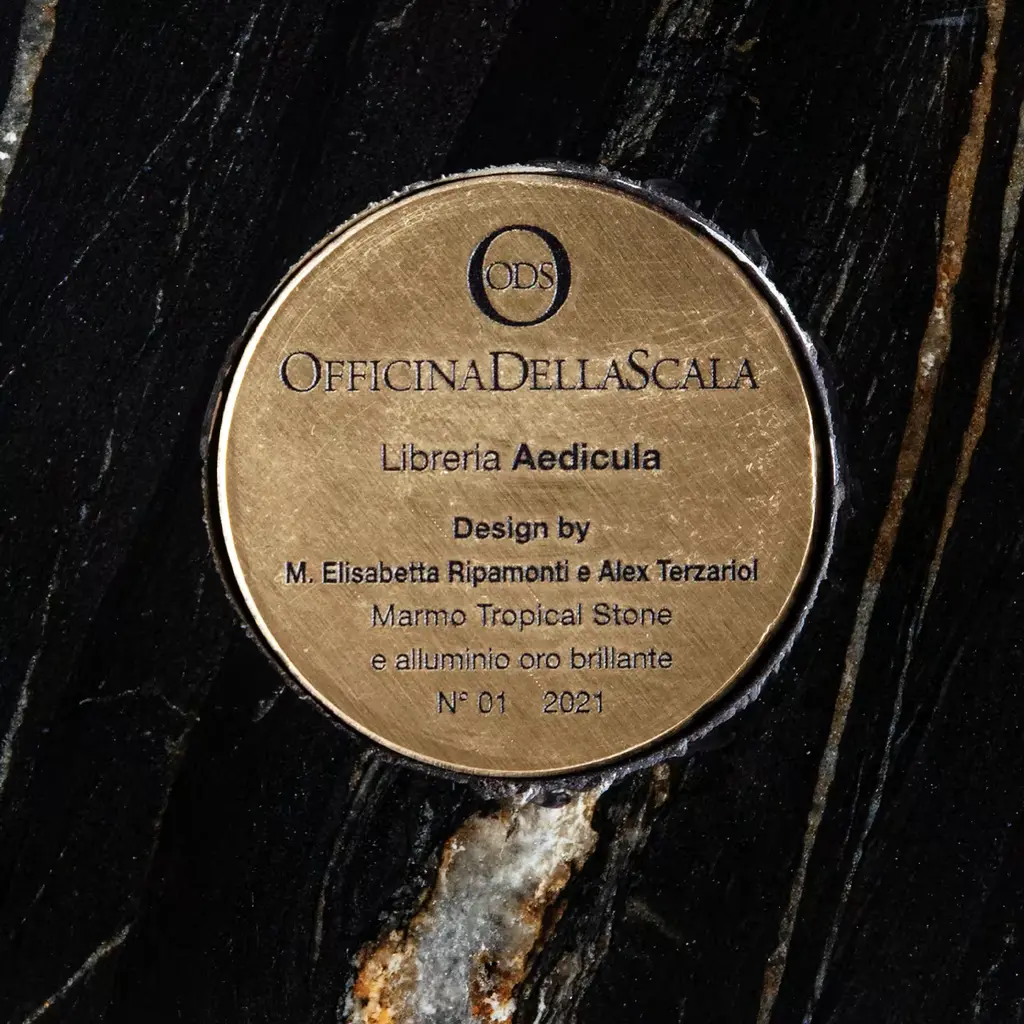 ODS
OFFICINADELLASCALA
Libreria Aedicula
Design by
M. Elisabetta Ripamonti e Alex Terzariol
Marmo Tropical Stone
e alluminio oro brillante
N° 01 2021